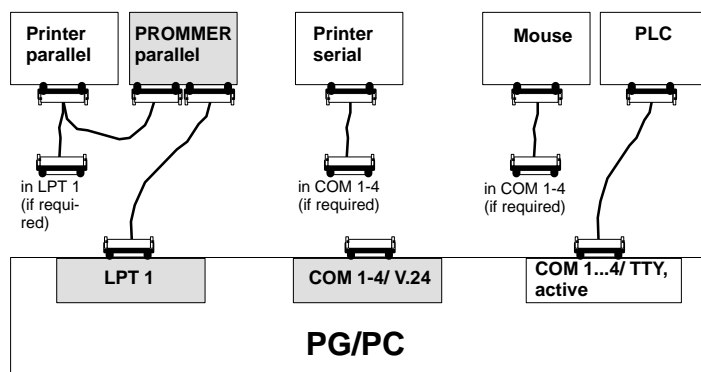 Printer
parallel
PROMMER
parallel
Printer
serial
Mouse
PLC
in LPT 1
(if requi-
red)
in COM 1-4
(if required)
in COM 1-4
(if required)
LPT 1
COM 1-4/ V.24
COM 1...4/ TTY,
active
PG/PC